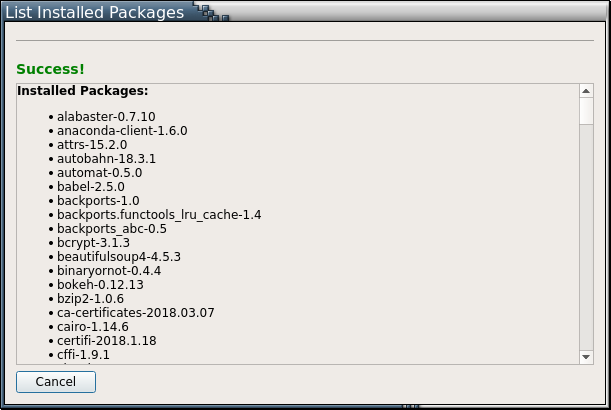 List Installed Packages
Success!
Installed Packages:
• alabaster-0.7.10
• anaconda-client-1.6.0
• attrs-15.2.0
• autobahn-18.3.1
• automat-0.5.0
• babel-2.5.0
• backports-1.0
• backports.functools_lru_cache-1.4
• backports_abc-0.5
• bcrypt-3.1.3
• beautifulsoup4-4.5.3
• binaryornot-0.4.4
• bokeh-0.12.13
• bzip2-1.0.6
• ca-certificates-2018.03.07
• cairo-1.14.6
• certifi-2018.1.18
• cffi-1.9.1
Cancel